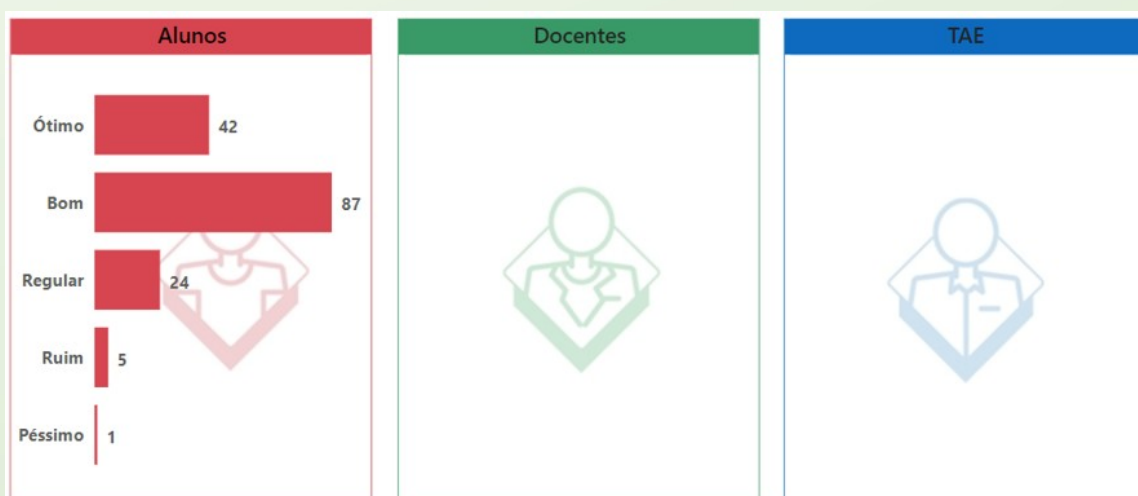 Alunos
Docentes
TAE
Ótimo 42
Bom 87
Regular 24
Ruim 5
Péssimo 1